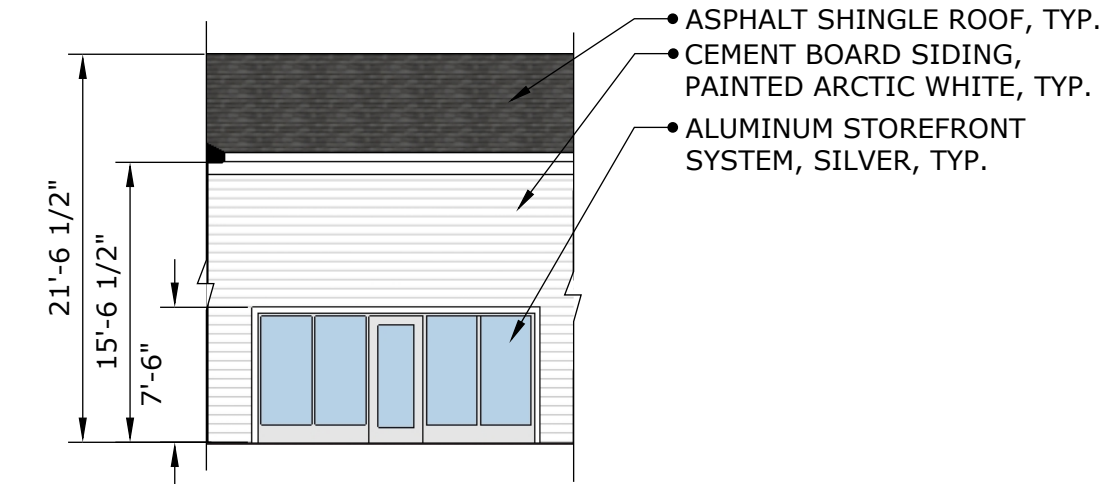 ASPHALT SHINGLE ROOF, TYP.
CEMENT BOARD SIDING,
PAINTED ARCTIC WHITE, TYP.
ALUMINUM STOREFRONT
SYSTEM, SILVER, TYP.
21'-6 1/2"
15'-6 1/2"
7'-6"